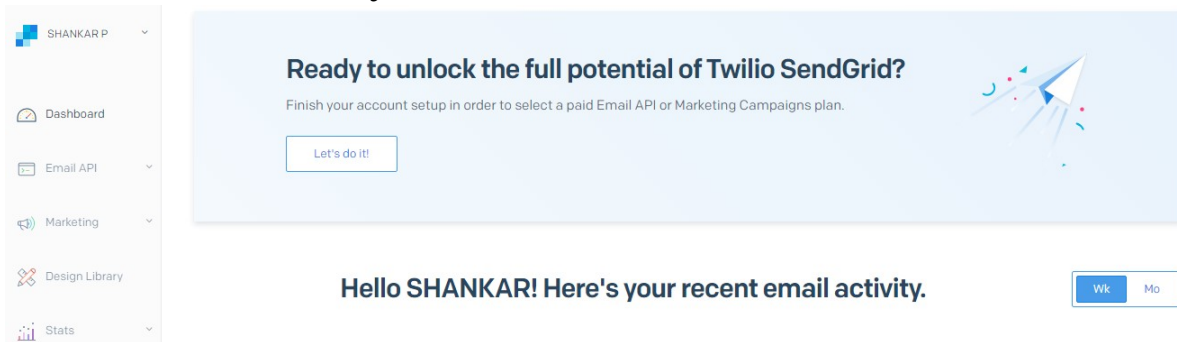 SHANKAR P
Dashboard
Email API
Marketing
Design Library
Stats
Ready to unlock the full potential of Twilio SendGrid?
Finish your account setup in order to select a paid Email API or Marketing Campaigns plan.
Let's do it!
Hello SHANKAR! Here's your recent email activity.
Wk Mo